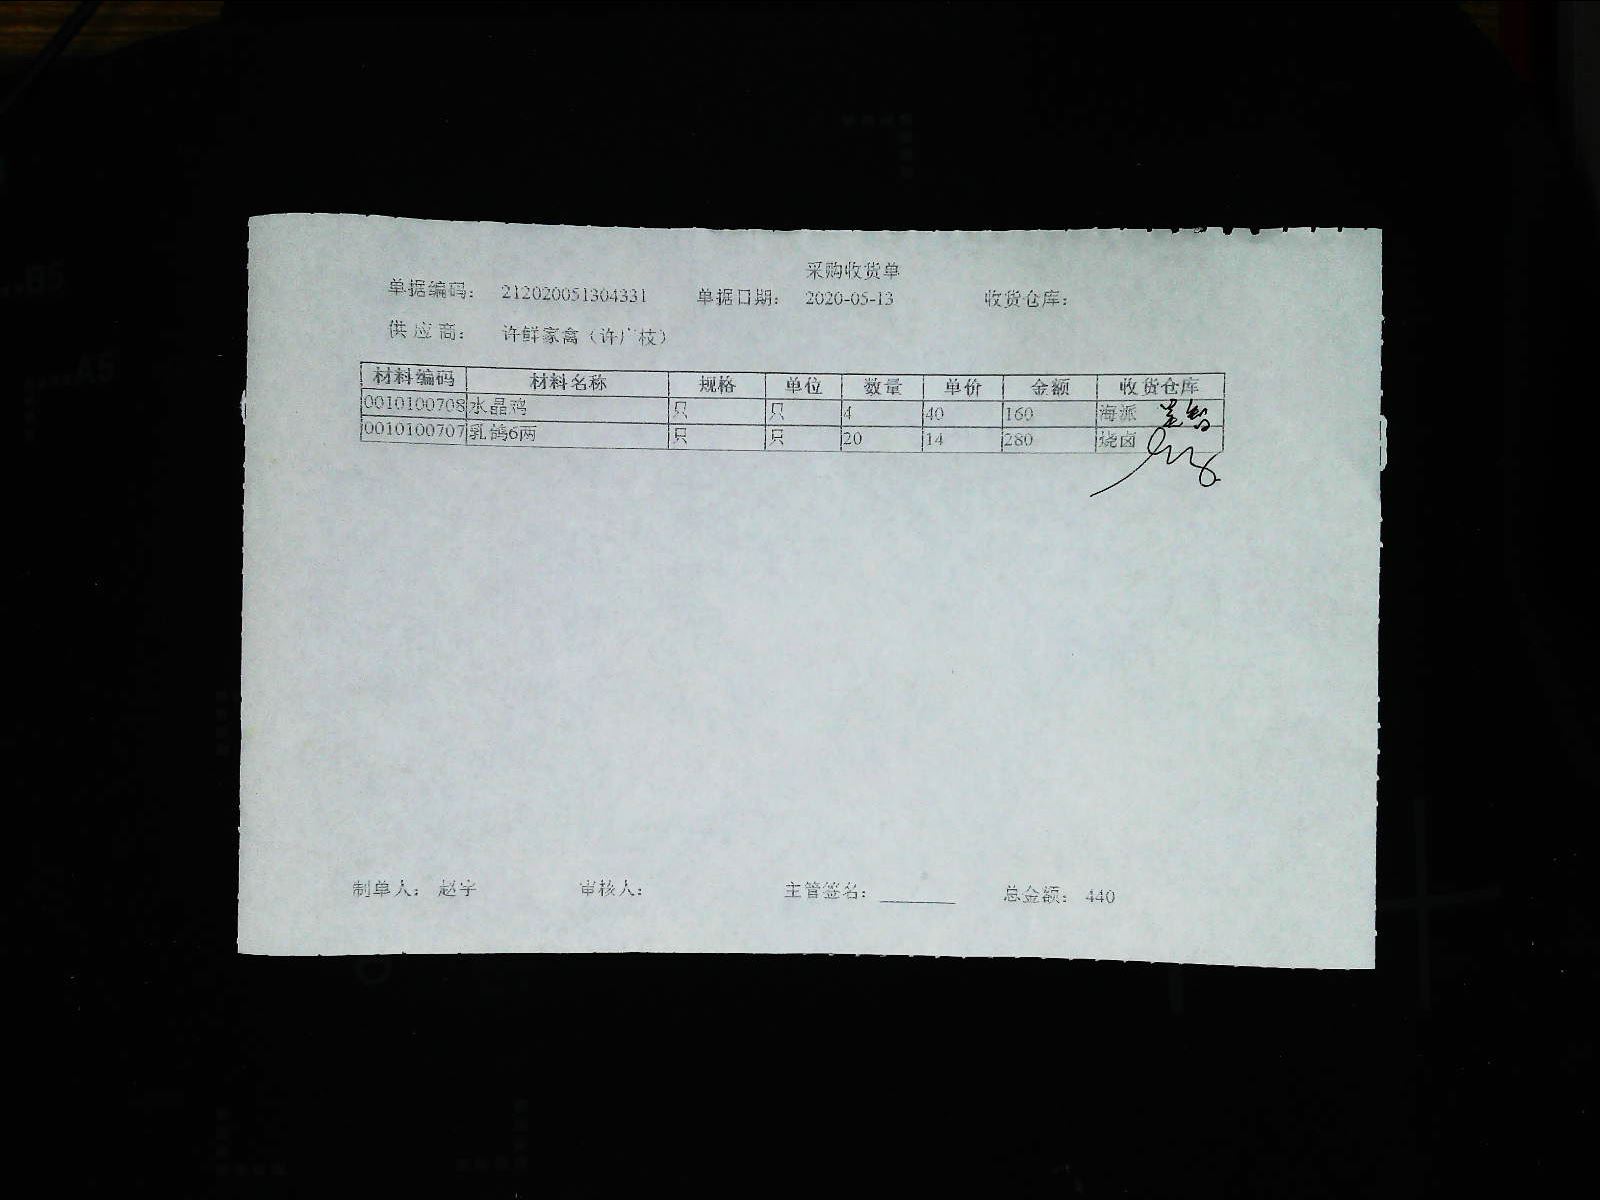 采购收货单
单据编码： 212020051304331 单据日期： 2020-05-13 收货仓库：
供应商： 许鲜家禽（许广枝）
材料编码 材料名称 规格 单位 数量 单价 金额 收货仓库
0010100708 水晶鸡 只 只 4 40 160 海派
0010100707 乳鸽6两 只 只 20 14 280 烧卤
制单人： 赵宇 审核人： 主管签名： 总金额： 440